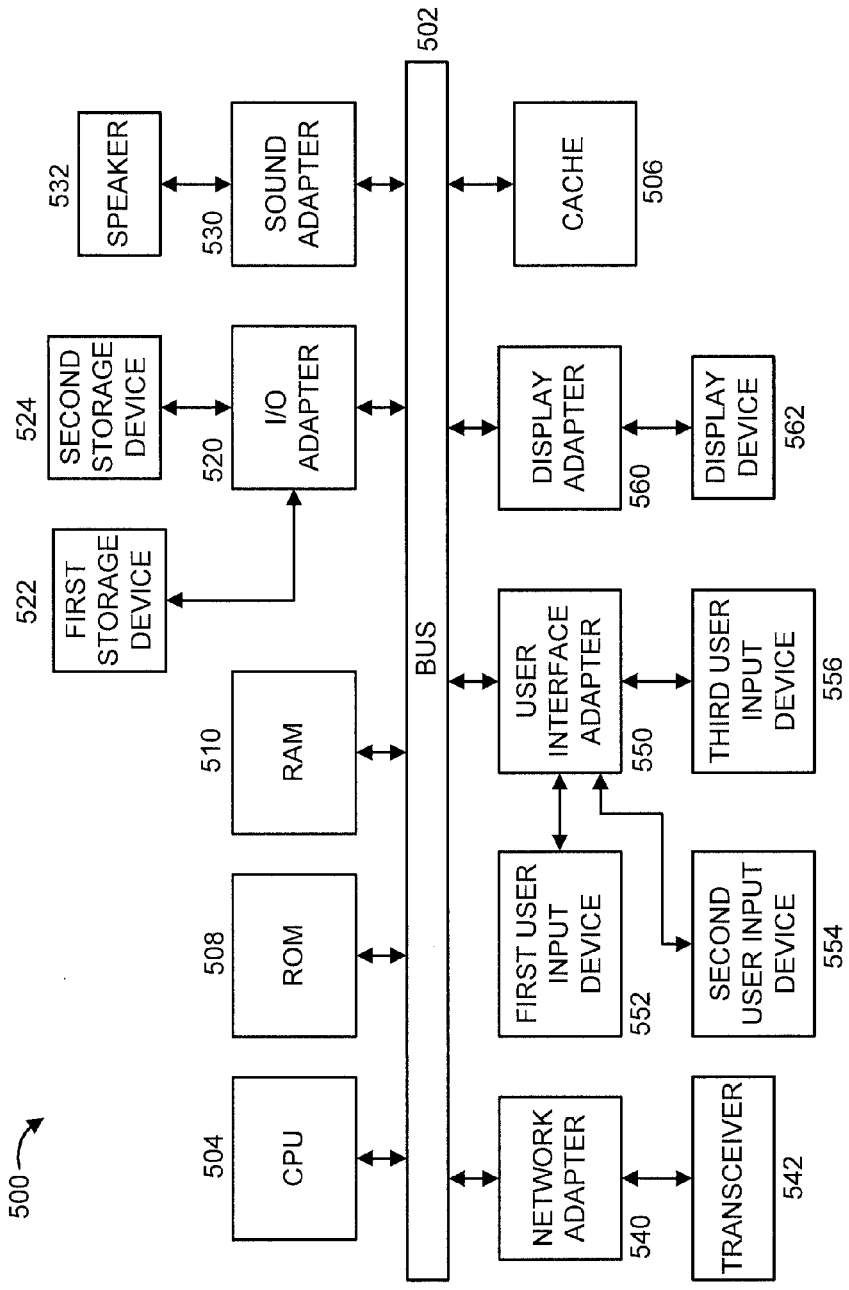 500
504
CPU
508
ROM
510
RAM
522
FIRST
STORAGE
DEVICE
524
SECOND
STORAGE
DEVICE
520
I/O
ADAPTER
532
SPEAKER
530
SOUND
ADAPTER
BUS
502
NETWORK
ADAPTER
540
TRANSCEIVER
542
FIRST USER
INPUT
DEVICE
552
SECOND
USER INPUT
DEVICE
554
USER
INTERFACE
ADAPTER
550
THIRD USER
INPUT
DEVICE
556
DISPLAY
ADAPTER
560
DISPLAY
DEVICE
562
CACHE
506